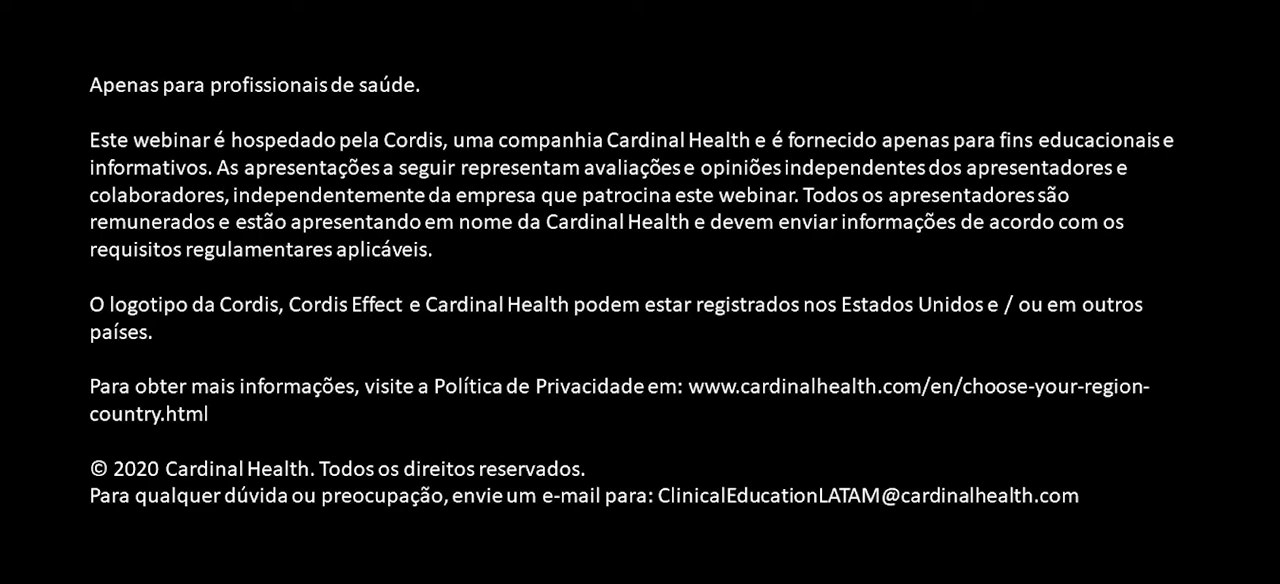 Apenas para profissionais de saúde.
Este webinar é hospedado pela Cordis, uma companhia Cardinal Health e é fornecido apenas para fins educacionais e
informativos. As apresentações a seguir representam avaliações e opiniões independentes dos apresentadores e
colaboradores, independentemente da empresa que patrocina este webinar. Todos os apresentadores são
remunerados e estão apresentando em nome da Cardinal Health e devem enviar informações de acordo com os
requisitos regulamentares aplicáveis.
O logotipo da Cordis, Cordis Effect e Cardinal Health podem estar registrados nos Estados Unidos e / ou em outros
países.
Para obter mais informações, visite a Política de Privacidade em: www.cardinalhealth.com/en/choose-your-region-
country.html
© 2020 Cardinal Health. Todos os direitos reservados.
Para qualquer dúvida ou preocupação, envie um e-mail para: ClinicalEducationLATAM@cardinalhealth.com